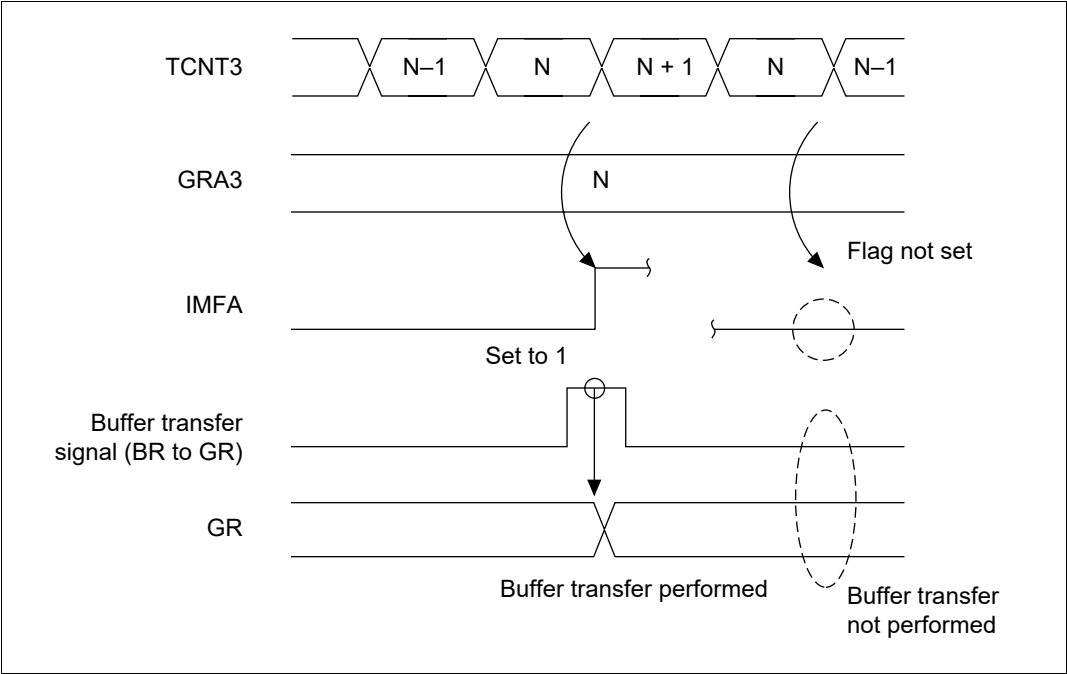 TCNT3 N–1 N N + 1 N N–1
GRA3 N
Flag not set
IMFA
Set to 1
Buffer transfer
signal (BR to GR)
GR
Buffer transfer performed
Buffer transfer
not performed